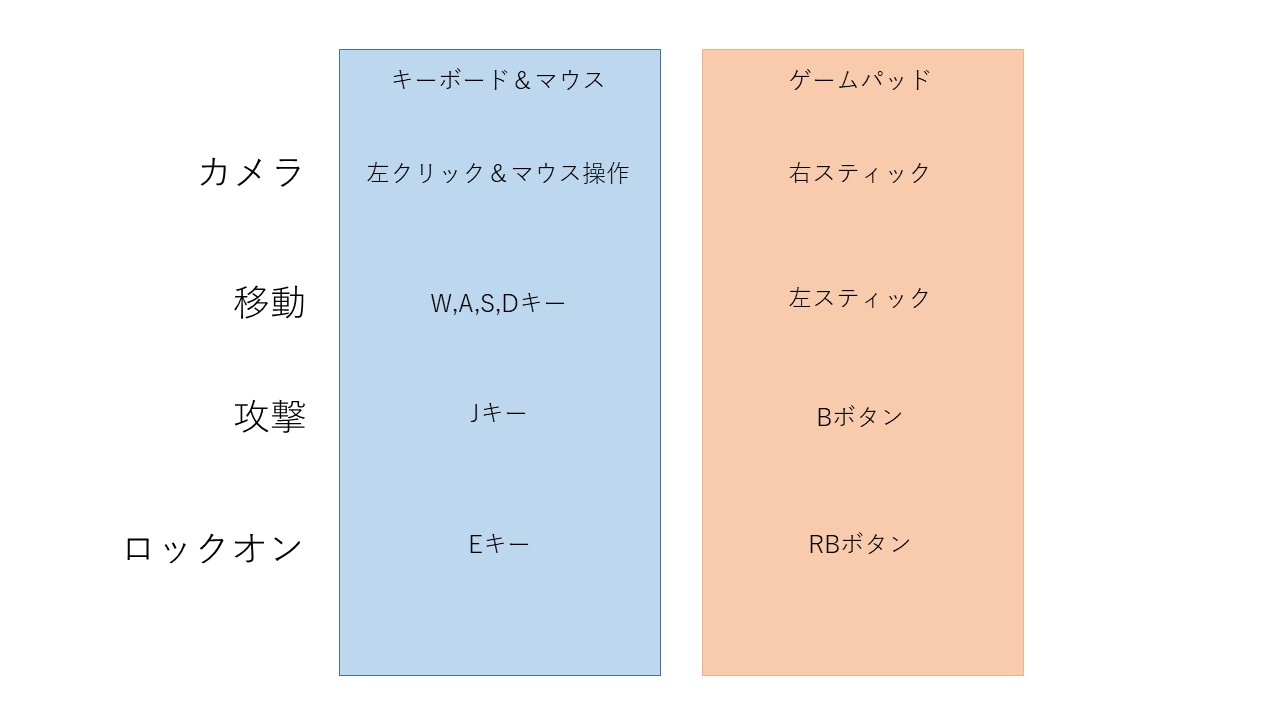 キーボード＆マウス
ゲームパッド
カメラ
左クリック＆マウス操作
右スティック
移動
W,A,S,Dキー
左スティック
攻撃
Jキー
Bボタン
ロックオン
Eキー
RBボタン